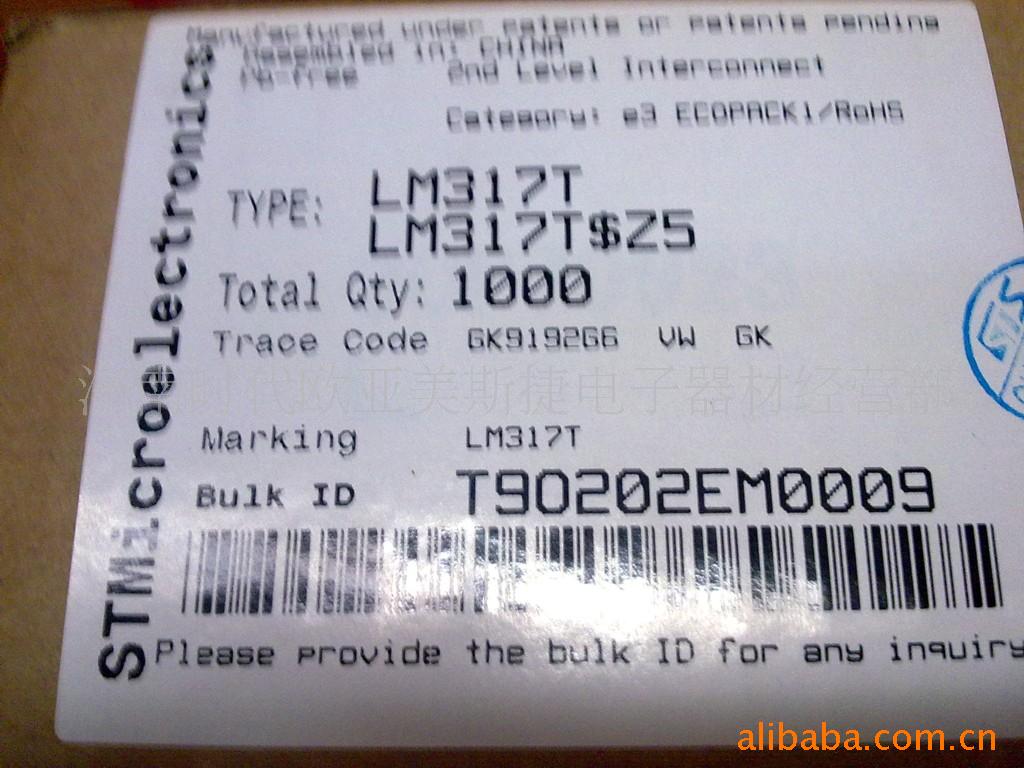 Manufactured under patents or patents pending
Assembled in: CHINA
Pb-free 2nd Level Interconnect
Category: e3 ECOPACK1/RoHS
STMicroelectronics
TYPE: LM317T
LM317T$Z5
Total Qty: 1000
Trace Code GK9192G6 VW GK
时代欧亚美斯捷电子器材经营部
Marking LM317T
Bulk ID T90202EM0009
Please provide the bulk ID for any inquiry
alibaba.com.cn